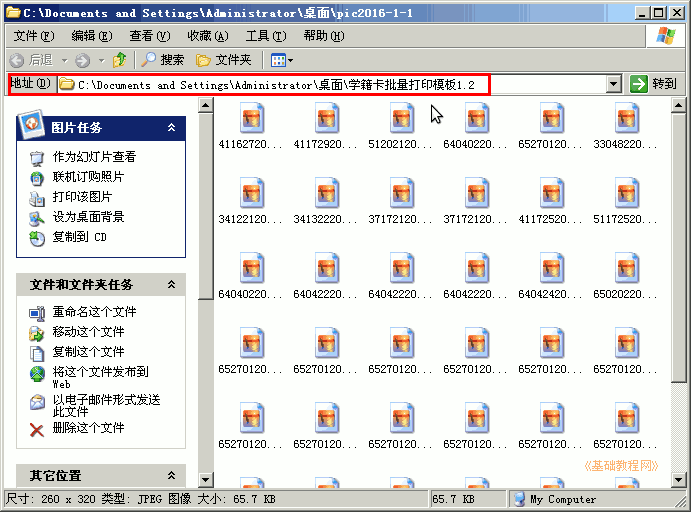 C:\Documents and Settings\Administrator\桌面\pic2016-1-1
文件(F) 编辑(E) 查看(V) 收藏(A) 工具(T) 帮助(H)
后退 搜索 文件夹
地址(D) C:\Documents and Settings\Administrator\桌面\学籍卡批量打印模板1.2 转到
图片任务
作为幻灯片查看
联机订购照片
打印该图片
设为桌面背景
复制到 CD
文件和文件夹任务
重命名这个文件
移动这个文件
复制这个文件
将这个文件发布到
Web
以电子邮件形式发送
此文件
删除这个文件
其它位置
41162720... 41172920... 51202120... 64040220... 65270120... 33048220...
34122120... 34132220... 37172120... 37172120... 41172520... 51172520...
64040220... 64042220... 64042220... 64042220... 64042420... 65020220...
65270120... 65270120... 65270120... 65270120... 65270120... 65270120...
65270120... 65270120... 65270120... 65270120... 65270120... 65270120...
《基础教程网》
尺寸: 260 x 320 类型: JPEG 图像 大小: 65.7 KB 65.7 KB My Computer